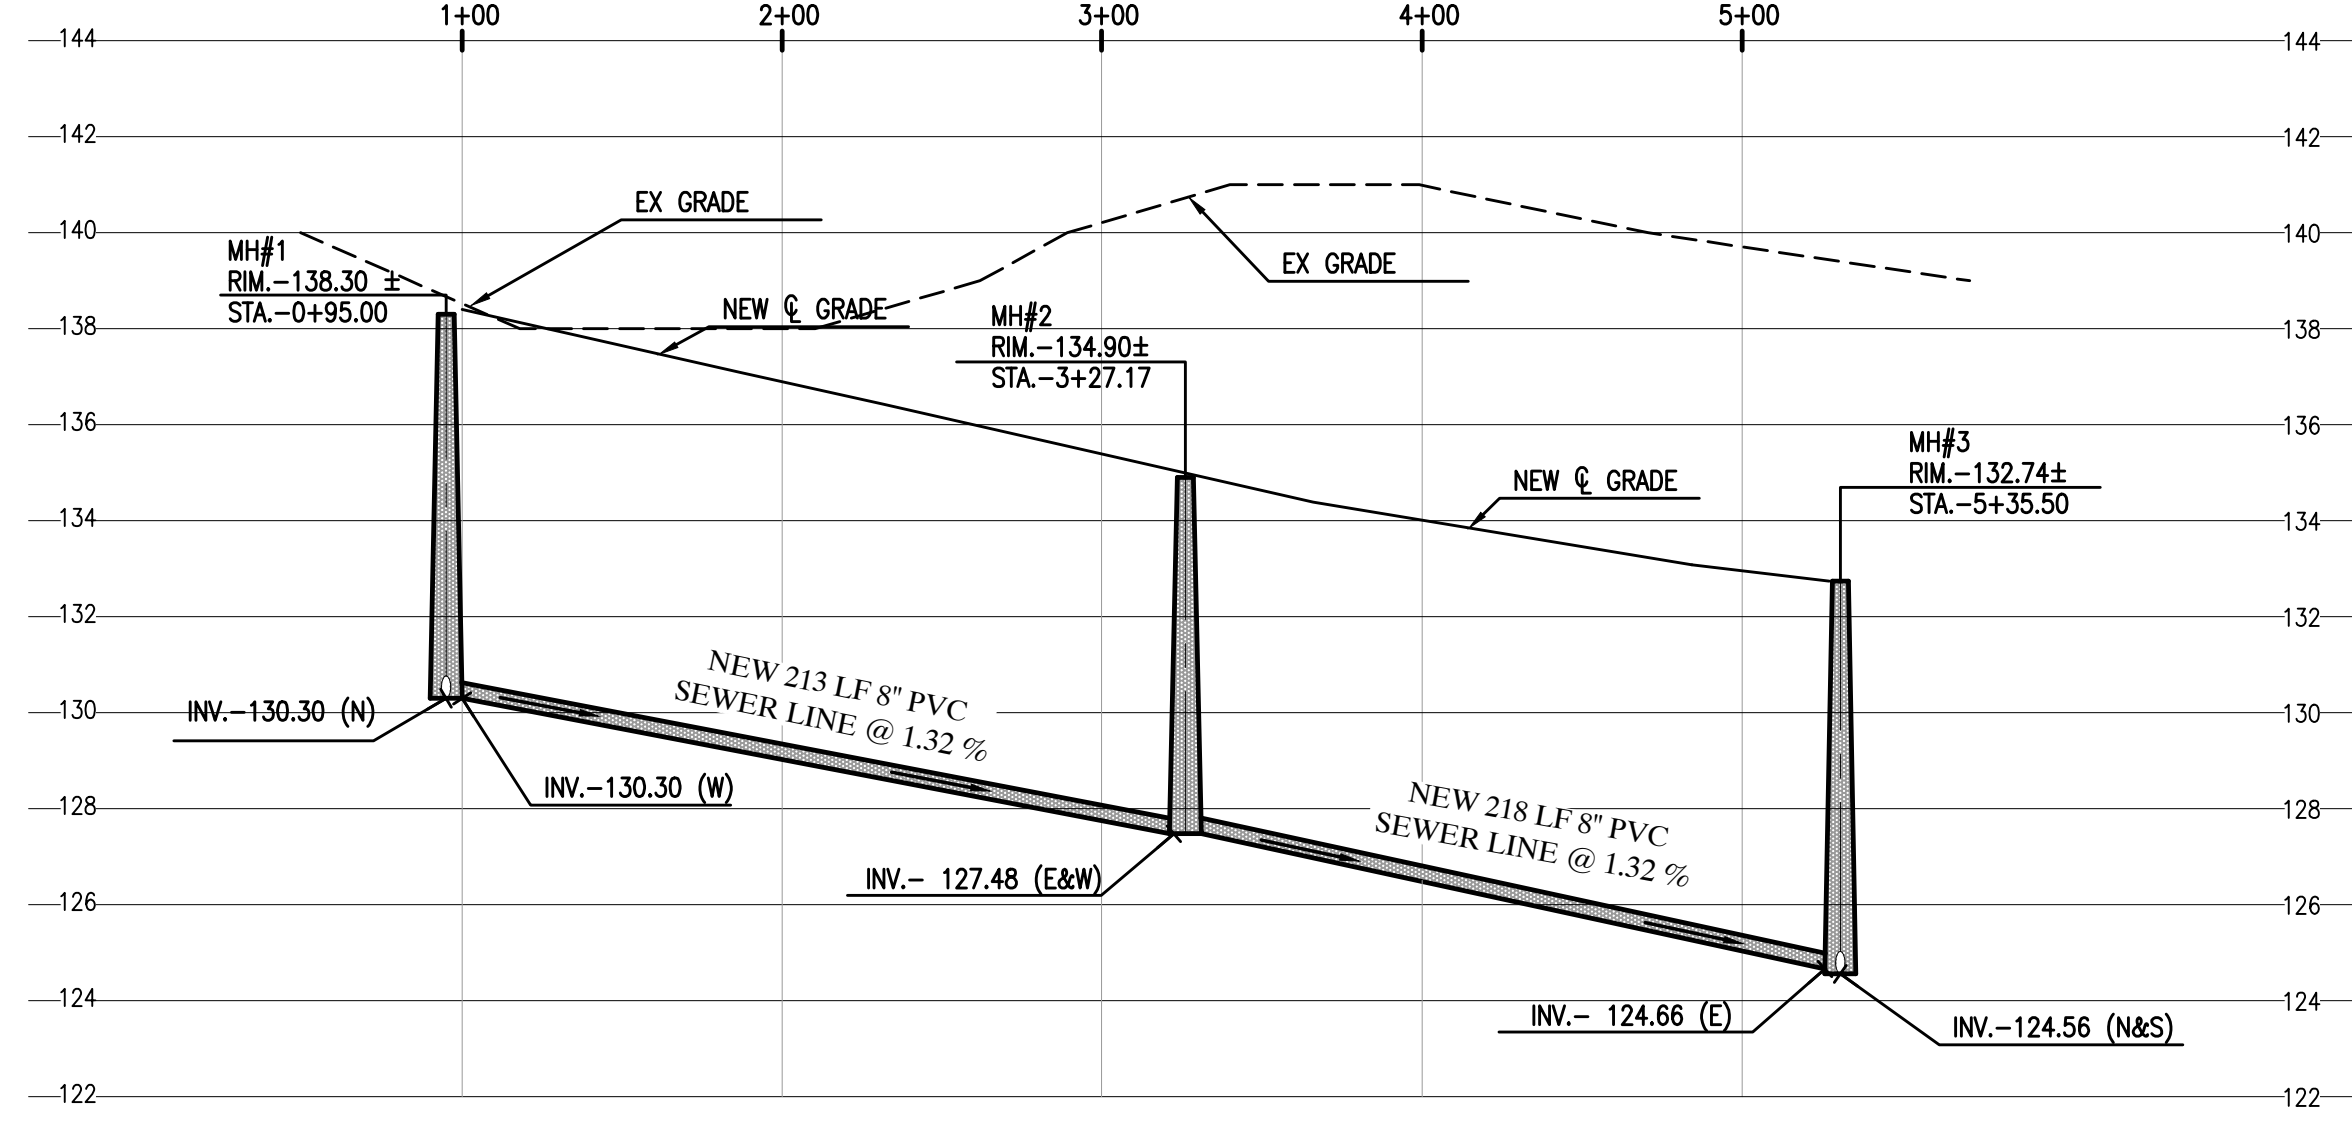 1+00 2+00 3+00 4+00 5+00
144 144
142 142
EX GRADE
140 140
MH#1
RIM.-138.30 ±
STA.-0+95.00
EX GRADE
NEW ℄ GRADE
138 138
MH#2
RIM.-134.90±
STA.-3+27.17
136 136
MH#3
RIM.-132.74±
STA.-5+35.50
NEW ℄ GRADE
134 134
132 132
NEW 213 LF 8" PVC
SEWER LINE @ 1.32 %
INV.-130.30 (N)
130 130
INV.-130.30 (W)
NEW 218 LF 8" PVC
SEWER LINE @ 1.32 %
128 128
INV.- 127.48 (E&W)
126 126
124 124
INV.- 124.66 (E)
INV.-124.56 (N&S)
122 122